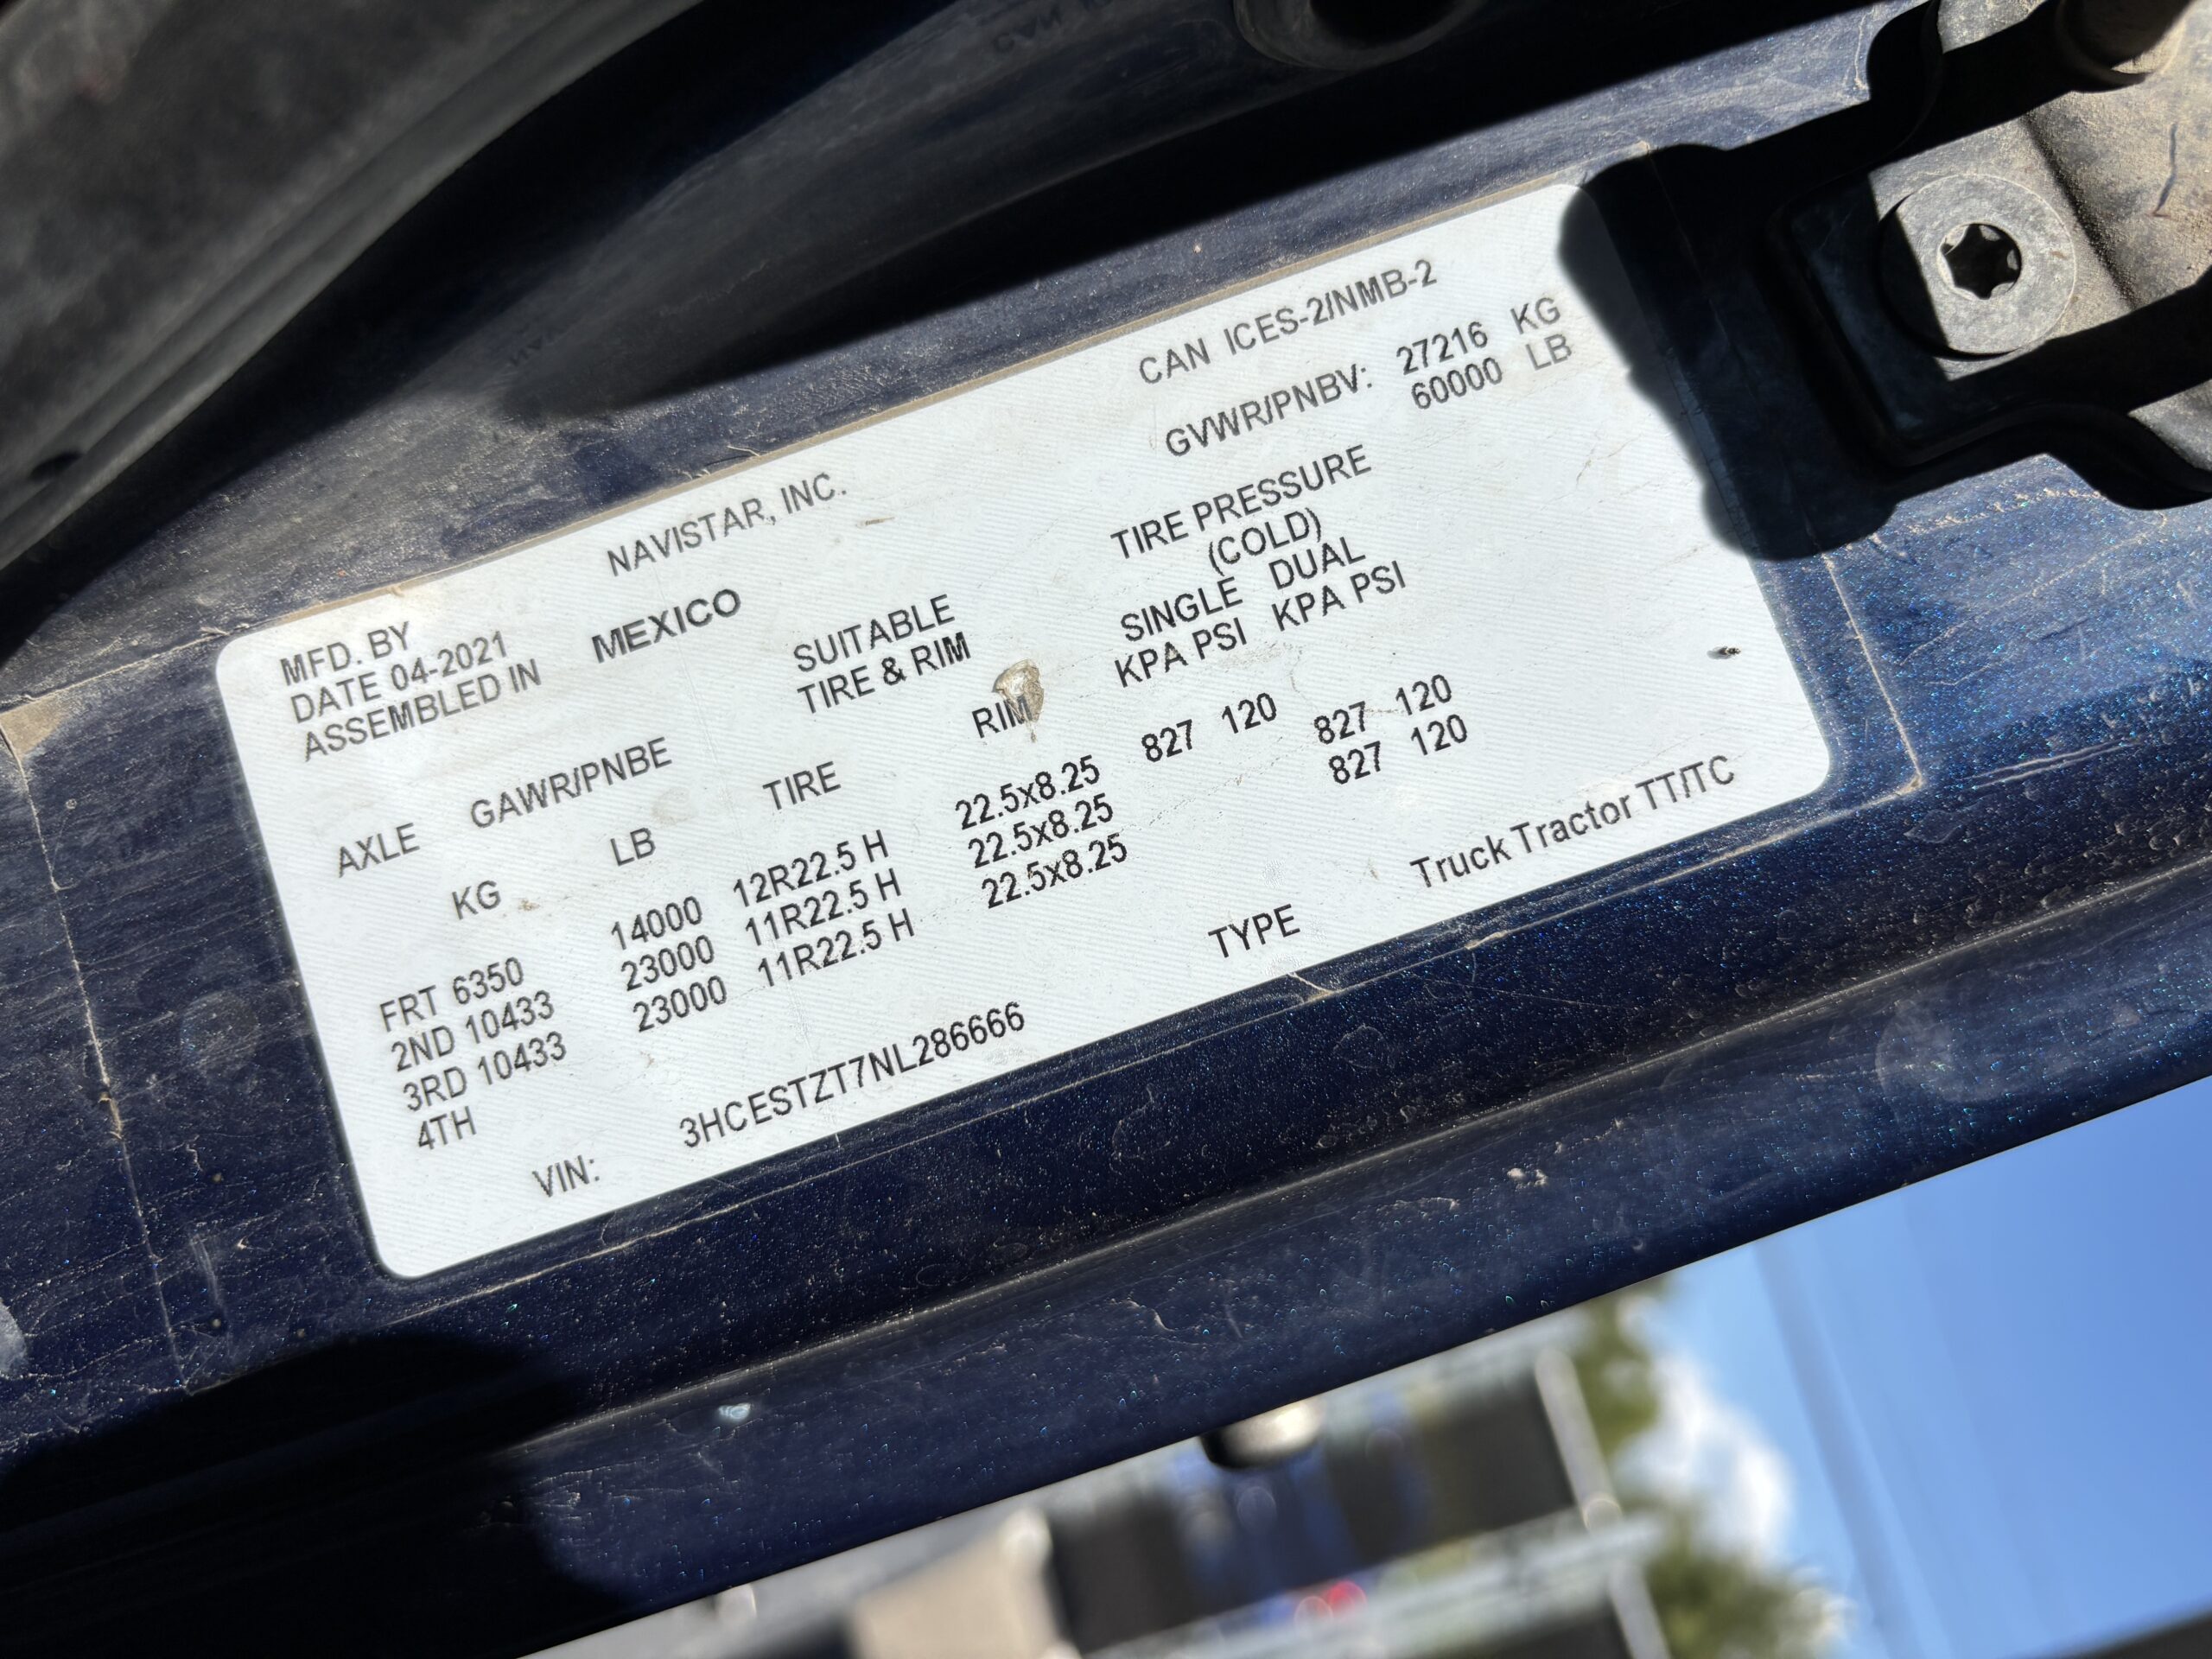 MFD. BY NAVISTAR, INC. CAN ICES-2/NMB-2
DATE 04-2021
ASSEMBLED IN MEXICO GVWR/PNBV: 27216 KG
60000 LB
SUITABLE TIRE PRESSURE
TIRE & RIM (COLD)
SINGLE DUAL
AXLE GAWR/PNBE TIRE RIM KPA PSI KPA PSI
KG LB
FRT 6350 14000 12R22.5 H 22.5x8.25 827 120
2ND 10433 23000 11R22.5 H 22.5x8.25 827 120
3RD 10433 23000 11R22.5 H 22.5x8.25 827 120
4TH
VIN: 3HCESTZT7NL286666 TYPE Truck Tractor TT/TC